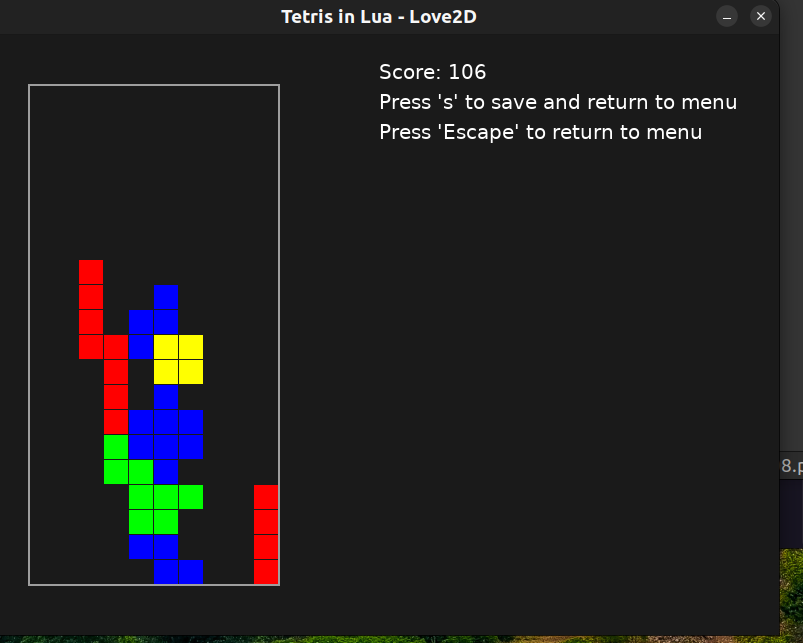 Tetris in Lua - Love2D
Score: 106
Press 's' to save and return to menu
Press 'Escape' to return to menu